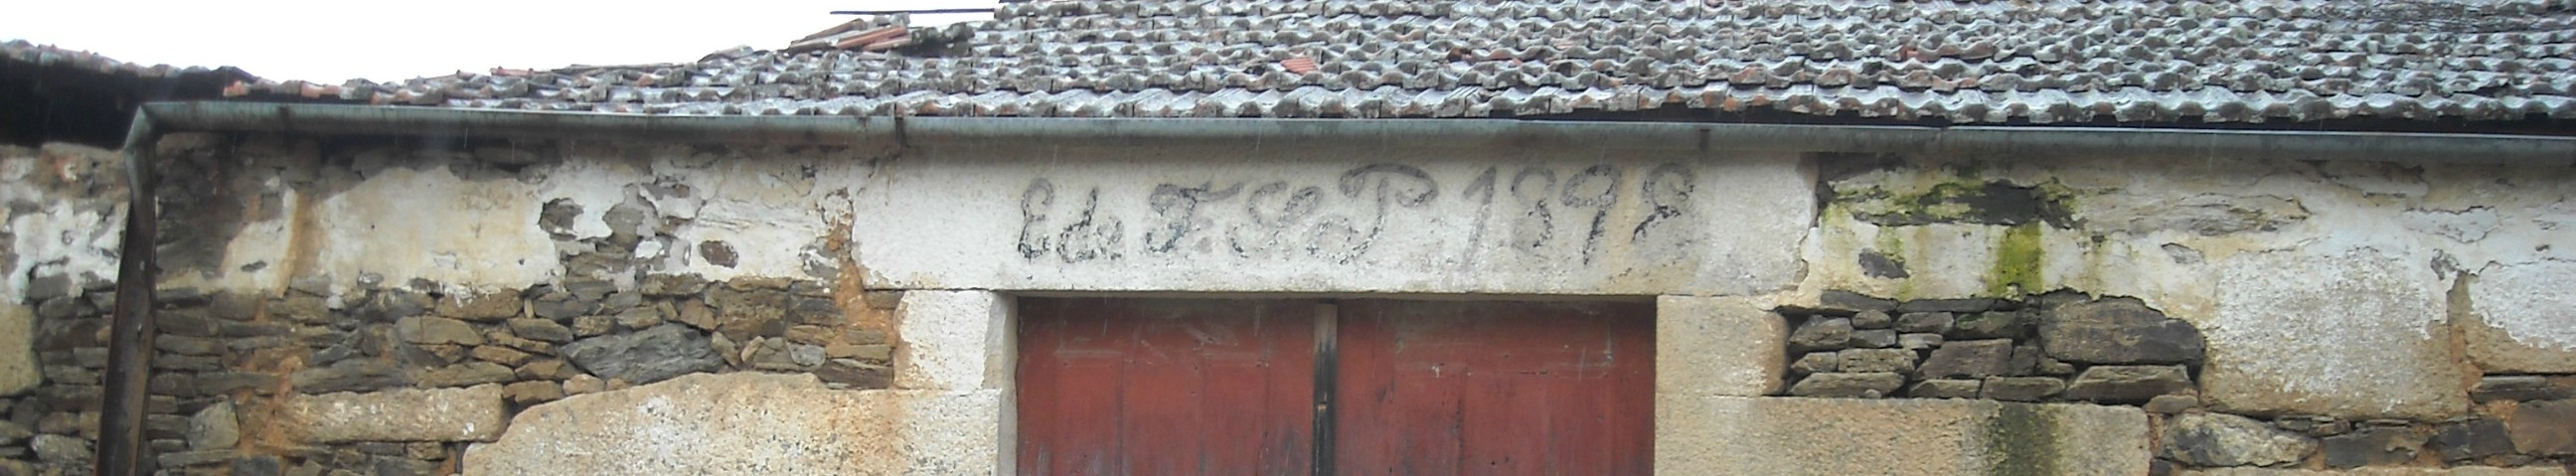 E de F. S. P. 1898